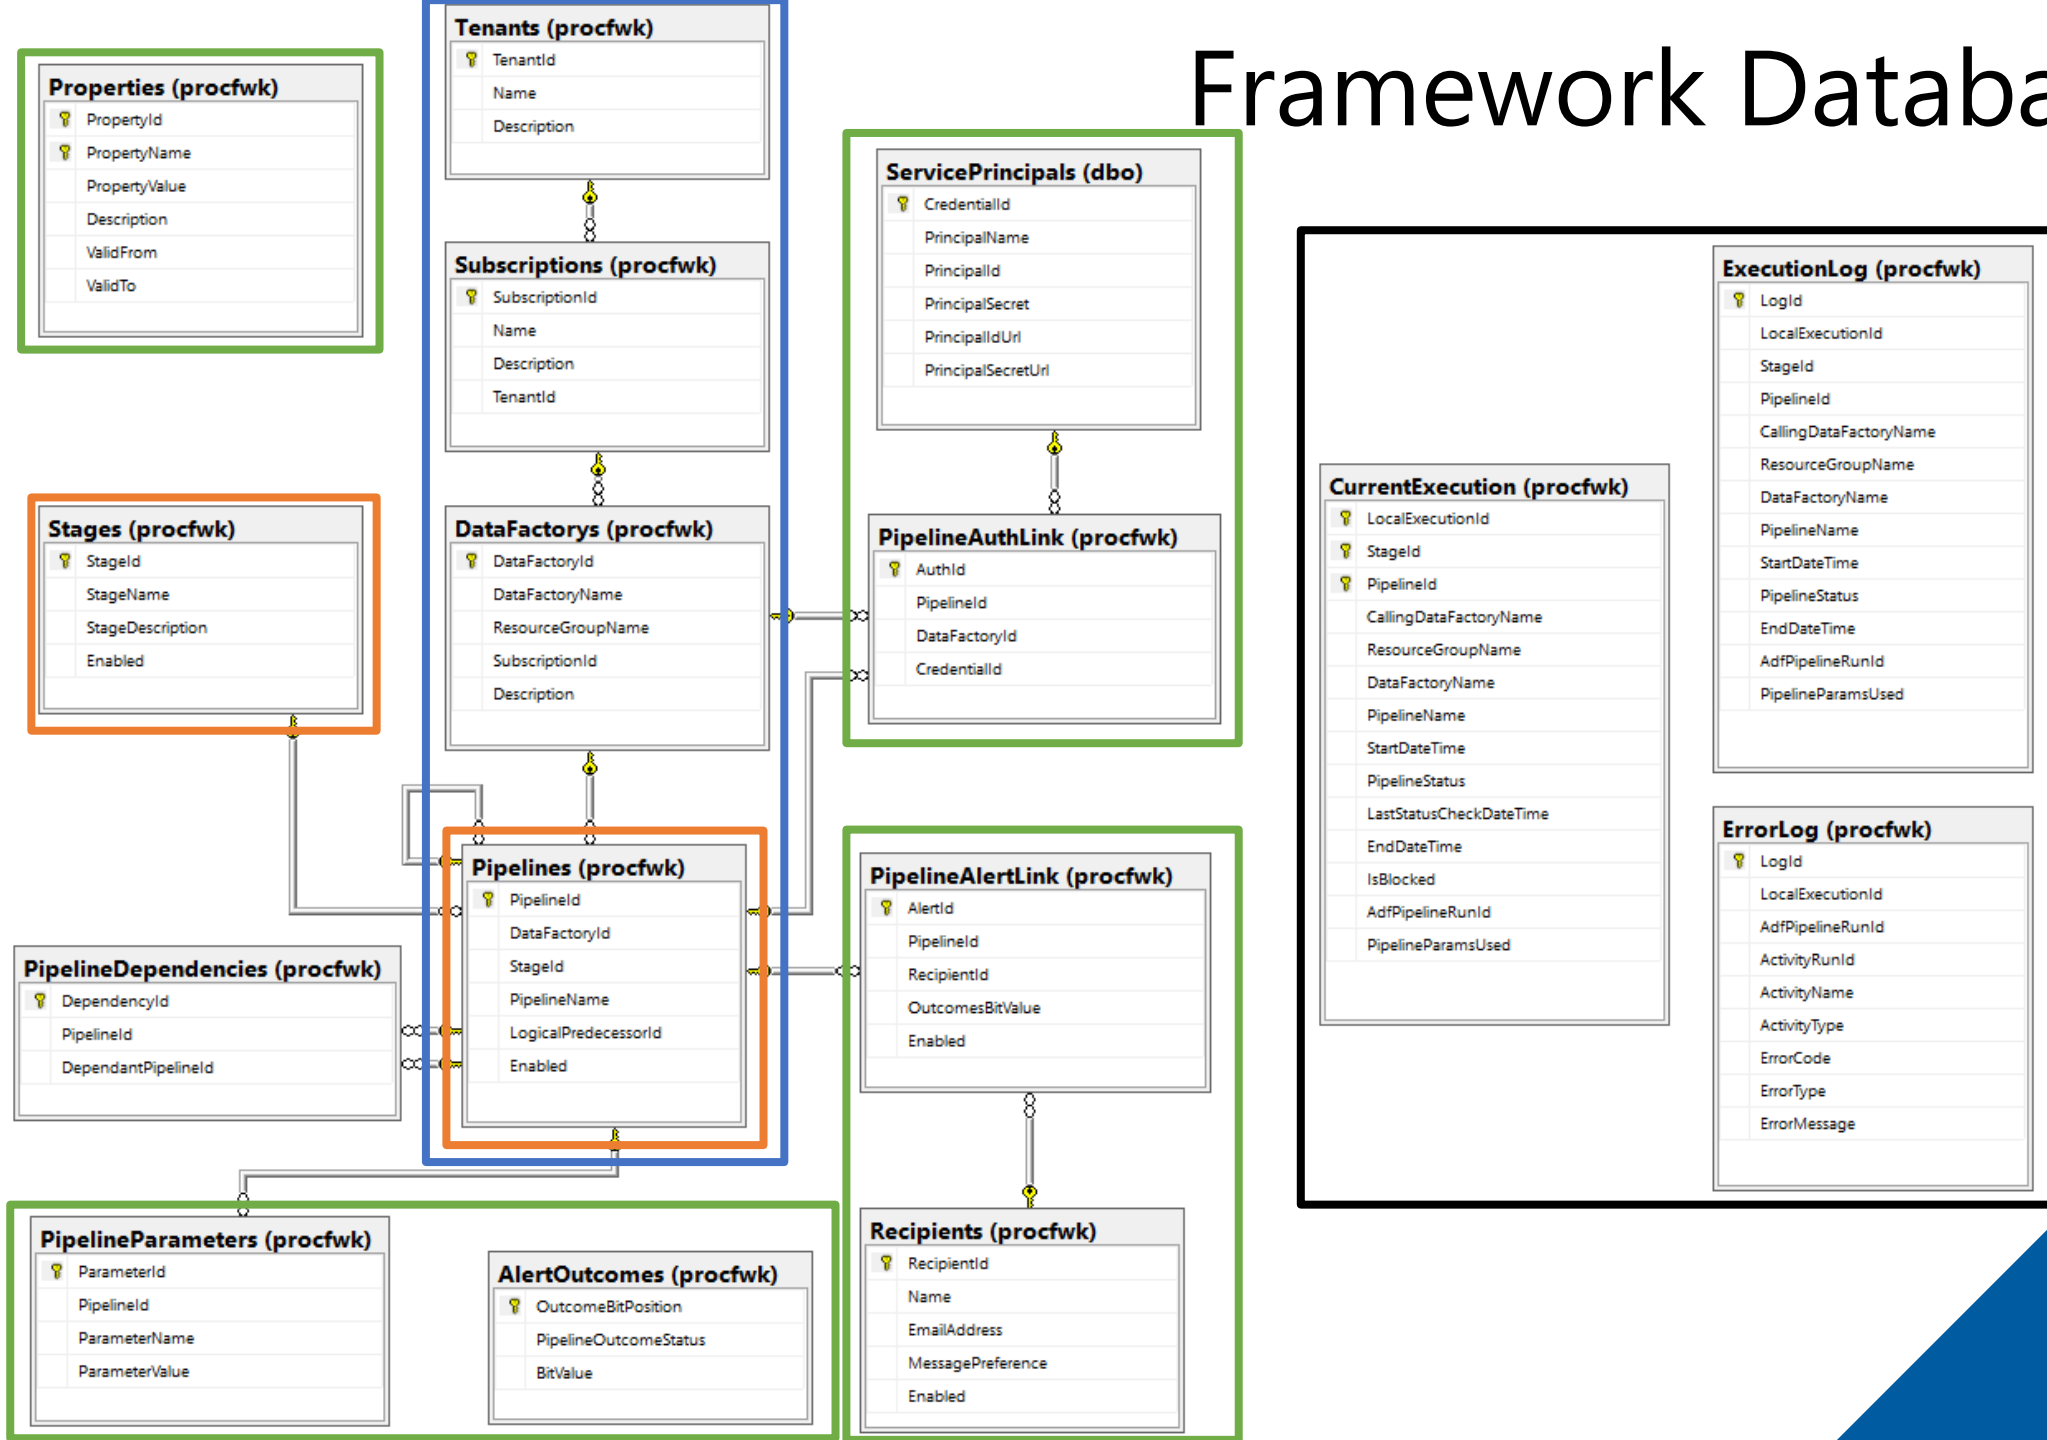 Framework Databa
Properties (procfwk)
PropertyId
PropertyName
PropertyValue
Description
ValidFrom
ValidTo
Stages (procfwk)
StageId
StageName
StageDescription
Enabled
PipelineDependencies (procfwk)
DependencyId
PipelineId
DependantPipelineId
PipelineParameters (procfwk)
ParameterId
PipelineId
ParameterName
ParameterValue
Tenants (procfwk)
TenantId
Name
Description
Subscriptions (procfwk)
SubscriptionId
Name
Description
TenantId
DataFactorys (procfwk)
DataFactoryId
DataFactoryName
ResourceGroupName
SubscriptionId
Description
Pipelines (procfwk)
PipelineId
DataFactoryId
StageId
PipelineName
LogicalPredecessorId
Enabled
AlertOutcomes (procfwk)
OutcomeBitPosition
PipelineOutcomeStatus
BitValue
ServicePrincipals (dbo)
CredentialId
PrincipalName
PrincipalId
PrincipalSecret
PrincipalIdUrl
PrincipalSecretUrl
PipelineAuthLink (procfwk)
AuthId
PipelineId
DataFactoryId
CredentialId
PipelineAlertLink (procfwk)
AlertId
PipelineId
RecipientId
OutcomesBitValue
Enabled
Recipients (procfwk)
RecipientId
Name
EmailAddress
MessagePreference
Enabled
CurrentExecution (procfwk)
LocalExecutionId
StageId
PipelineId
CallingDataFactoryName
ResourceGroupName
DataFactoryName
PipelineName
StartDateTime
PipelineStatus
LastStatusCheckDateTime
EndDateTime
IsBlocked
AdfPipelineRunId
PipelineParamsUsed
ExecutionLog (procfwk)
LogId
LocalExecutionId
StageId
PipelineId
CallingDataFactoryName
ResourceGroupName
DataFactoryName
PipelineName
StartDateTime
PipelineStatus
EndDateTime
AdfPipelineRunId
PipelineParamsUsed
ErrorLog (procfwk)
LogId
LocalExecutionId
AdfPipelineRunId
ActivityRunId
ActivityName
ActivityType
ErrorCode
ErrorType
ErrorMessage